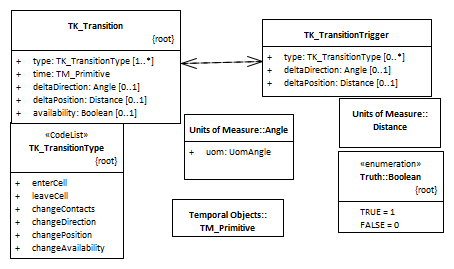 TK_Transition
{root}
+ type: TK_TransitionType [1..*]
+ time: TM_Primitive
+ deltaDirection: Angle [0..1]
+ deltaPosition: Distance [0..1]
+ availability: Boolean [0..1]
TK_TransitionTrigger
+ type: TK_TransitionType [0..*]
+ deltaDirection: Angle [0..1]
+ deltaPosition: Distance [0..1]
«CodeList»
TK_TransitionType
{root}
+ enterCell
+ leaveCell
+ changeContacts
+ changeDirection
+ changePosition
+ changeAvailability
Units of Measure::Angle
+ uom: UomAngle
Units of Measure::
Distance
Temporal Objects::
TM_Primitive
«enumeration»
Truth::Boolean
{root}
TRUE = 1
FALSE = 0